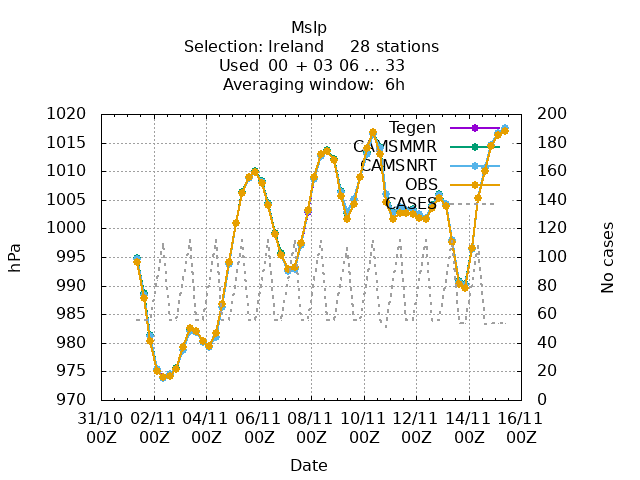 Mslp
Selection: Ireland 28 stations
Used 00 + 03 06 ... 33
Averaging window: 6h
1020
1015
1010
1005
1000
995
990
985
980
975
970
hPa
200
180
160
140
120
100
80
60
40
20
0
No cases
Tegen
CAMSMMR
CAMSNRT
OBS
CASES
31/10 02/11 04/11 06/11 08/11 10/11 12/11 14/11 16/11
00Z 00Z 00Z 00Z 00Z 00Z 00Z 00Z 00Z
Date